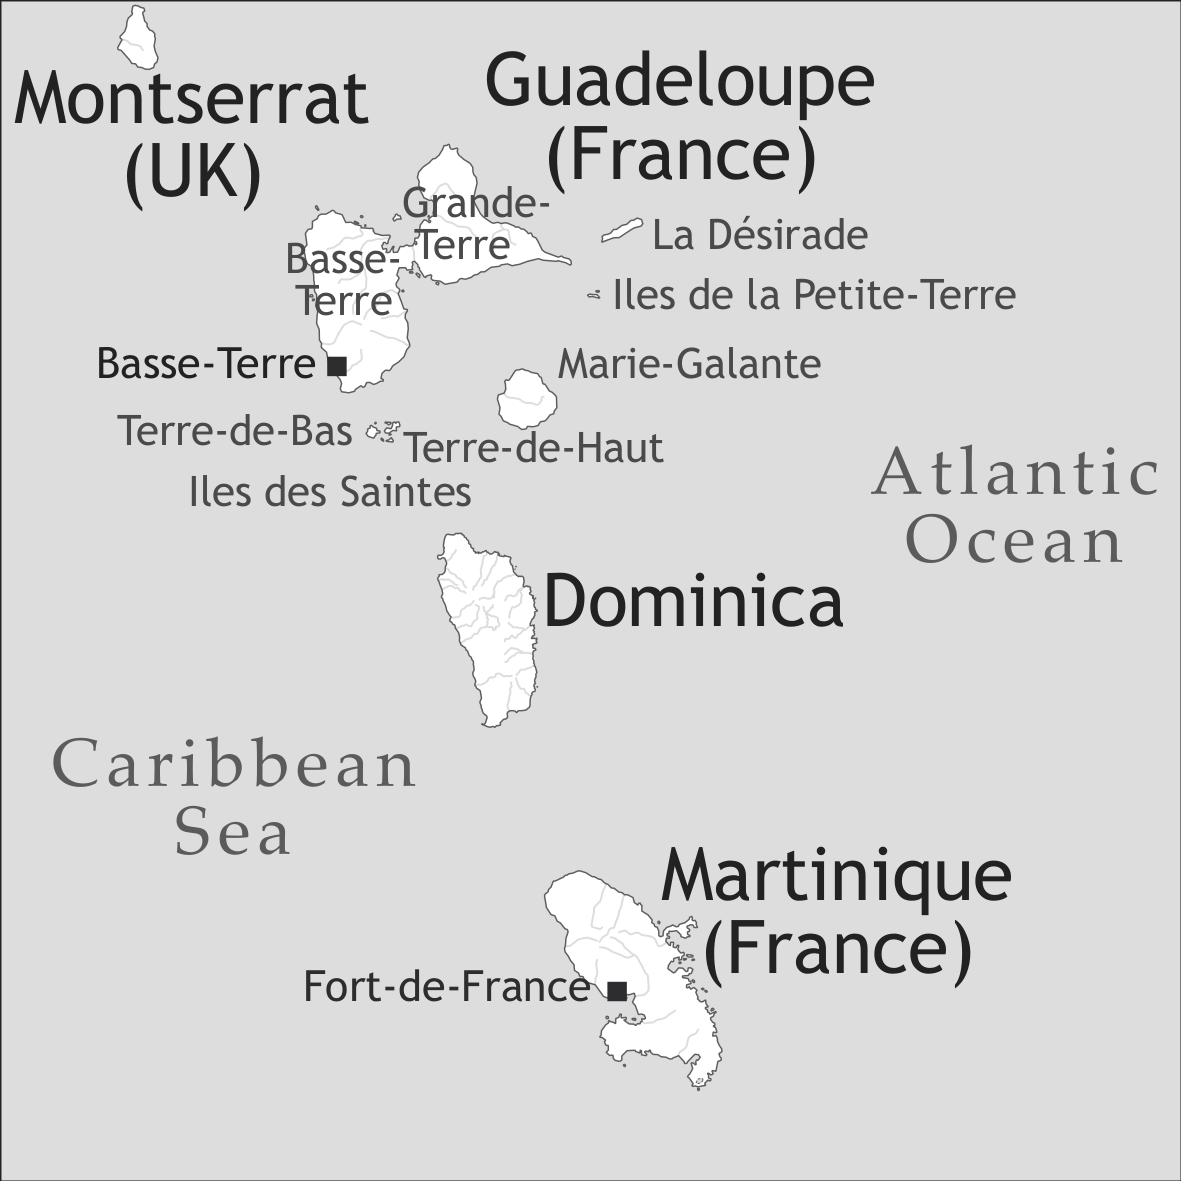 Montserrat
(UK)
Guadeloupe
(France)
Grande-
Terre
Basse-
Terre
La Désirade
Iles de la Petite-Terre
Basse-Terre
Marie-Galante
Terre-de-Bas
Terre-de-Haut
Iles des Saintes
Atlantic
Ocean
Dominica
Caribbean
Sea
Martinique
(France)
Fort-de-France